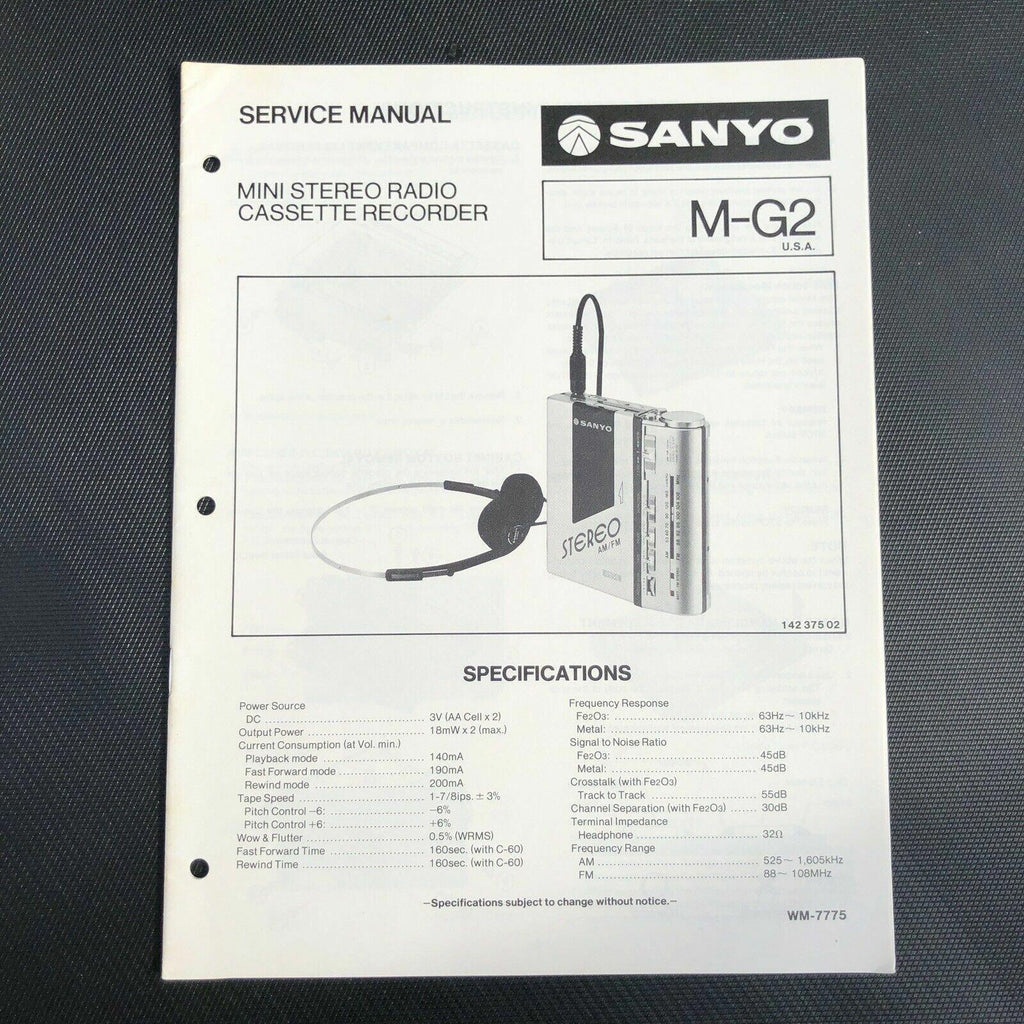 SERVICE MANUAL
SANYO
MINI STEREO RADIO
CASSETTE RECORDER
M-G2
U.S.A.
SANYO
STEREO
AM/FM
142 375 02
SPECIFICATIONS
Power Source
DC ........................................ 3V (AA Cell x 2)
Output Power ............................. 18mW x 2 (max.)
Current Consumption (at Vol. min.)
Playback mode ........................... 140mA
Fast Forward mode ...................... 190mA
Rewind mode ............................. 200mA
Tape Speed ............................... 1-7/8ips. ± 3%
Pitch Control −6: ........................ −6%
Pitch Control +6: ........................ +6%
Wow & Flutter ............................ 0.5% (WRMS)
Fast Forward Time ....................... 160sec. (with C-60)
Rewind Time .............................. 160sec. (with C-60)
Frequency Response
Fe2O3: ................................... 63Hz~ 10kHz
Metal: .................................... 63Hz~ 10kHz
Signal to Noise Ratio
Fe2O3: ................................... 45dB
Metal: .................................... 45dB
Crosstalk (with Fe2O3)
Track to Track ........................... 55dB
Channel Separation (with Fe2O3) ....... 30dB
Terminal Impedance
Headphone ............................... 32Ω
Frequency Range
AM ........................................ 525~ 1,605kHz
FM ........................................ 88~ 108MHz
—Specifications subject to change without notice.—
WM-7775